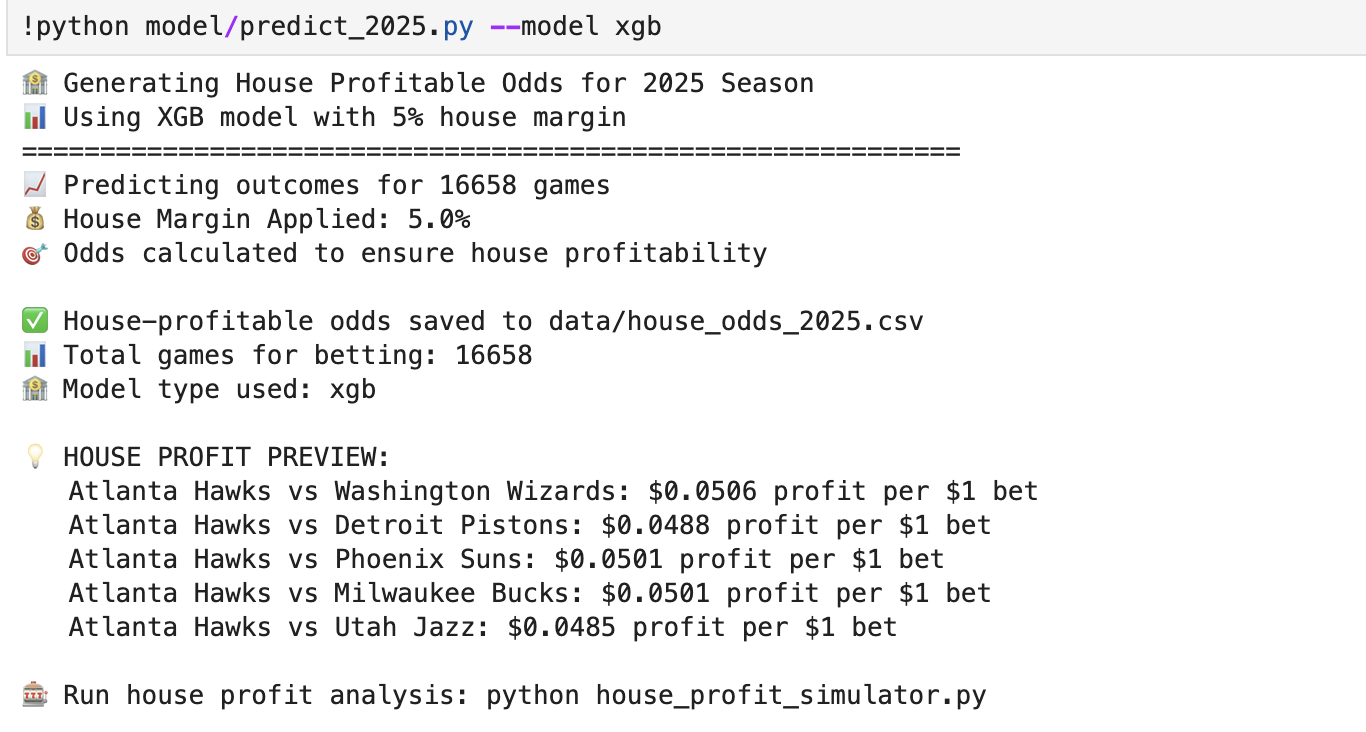 !python model/predict_2025.py --model xgb
🏦 Generating House Profitable Odds for 2025 Season
📊 Using XGB model with 5% house margin
============================================================
📈 Predicting outcomes for 16658 games
💰 House Margin Applied: 5.0%
🎯 Odds calculated to ensure house profitability
✅ House-profitable odds saved to data/house_odds_2025.csv
📊 Total games for betting: 16658
🏦 Model type used: xgb
💡 HOUSE PROFIT PREVIEW:
Atlanta Hawks vs Washington Wizards: $0.0506 profit per $1 bet
Atlanta Hawks vs Detroit Pistons: $0.0488 profit per $1 bet
Atlanta Hawks vs Phoenix Suns: $0.0501 profit per $1 bet
Atlanta Hawks vs Milwaukee Bucks: $0.0501 profit per $1 bet
Atlanta Hawks vs Utah Jazz: $0.0485 profit per $1 bet
🎰 Run house profit analysis: python house_profit_simulator.py